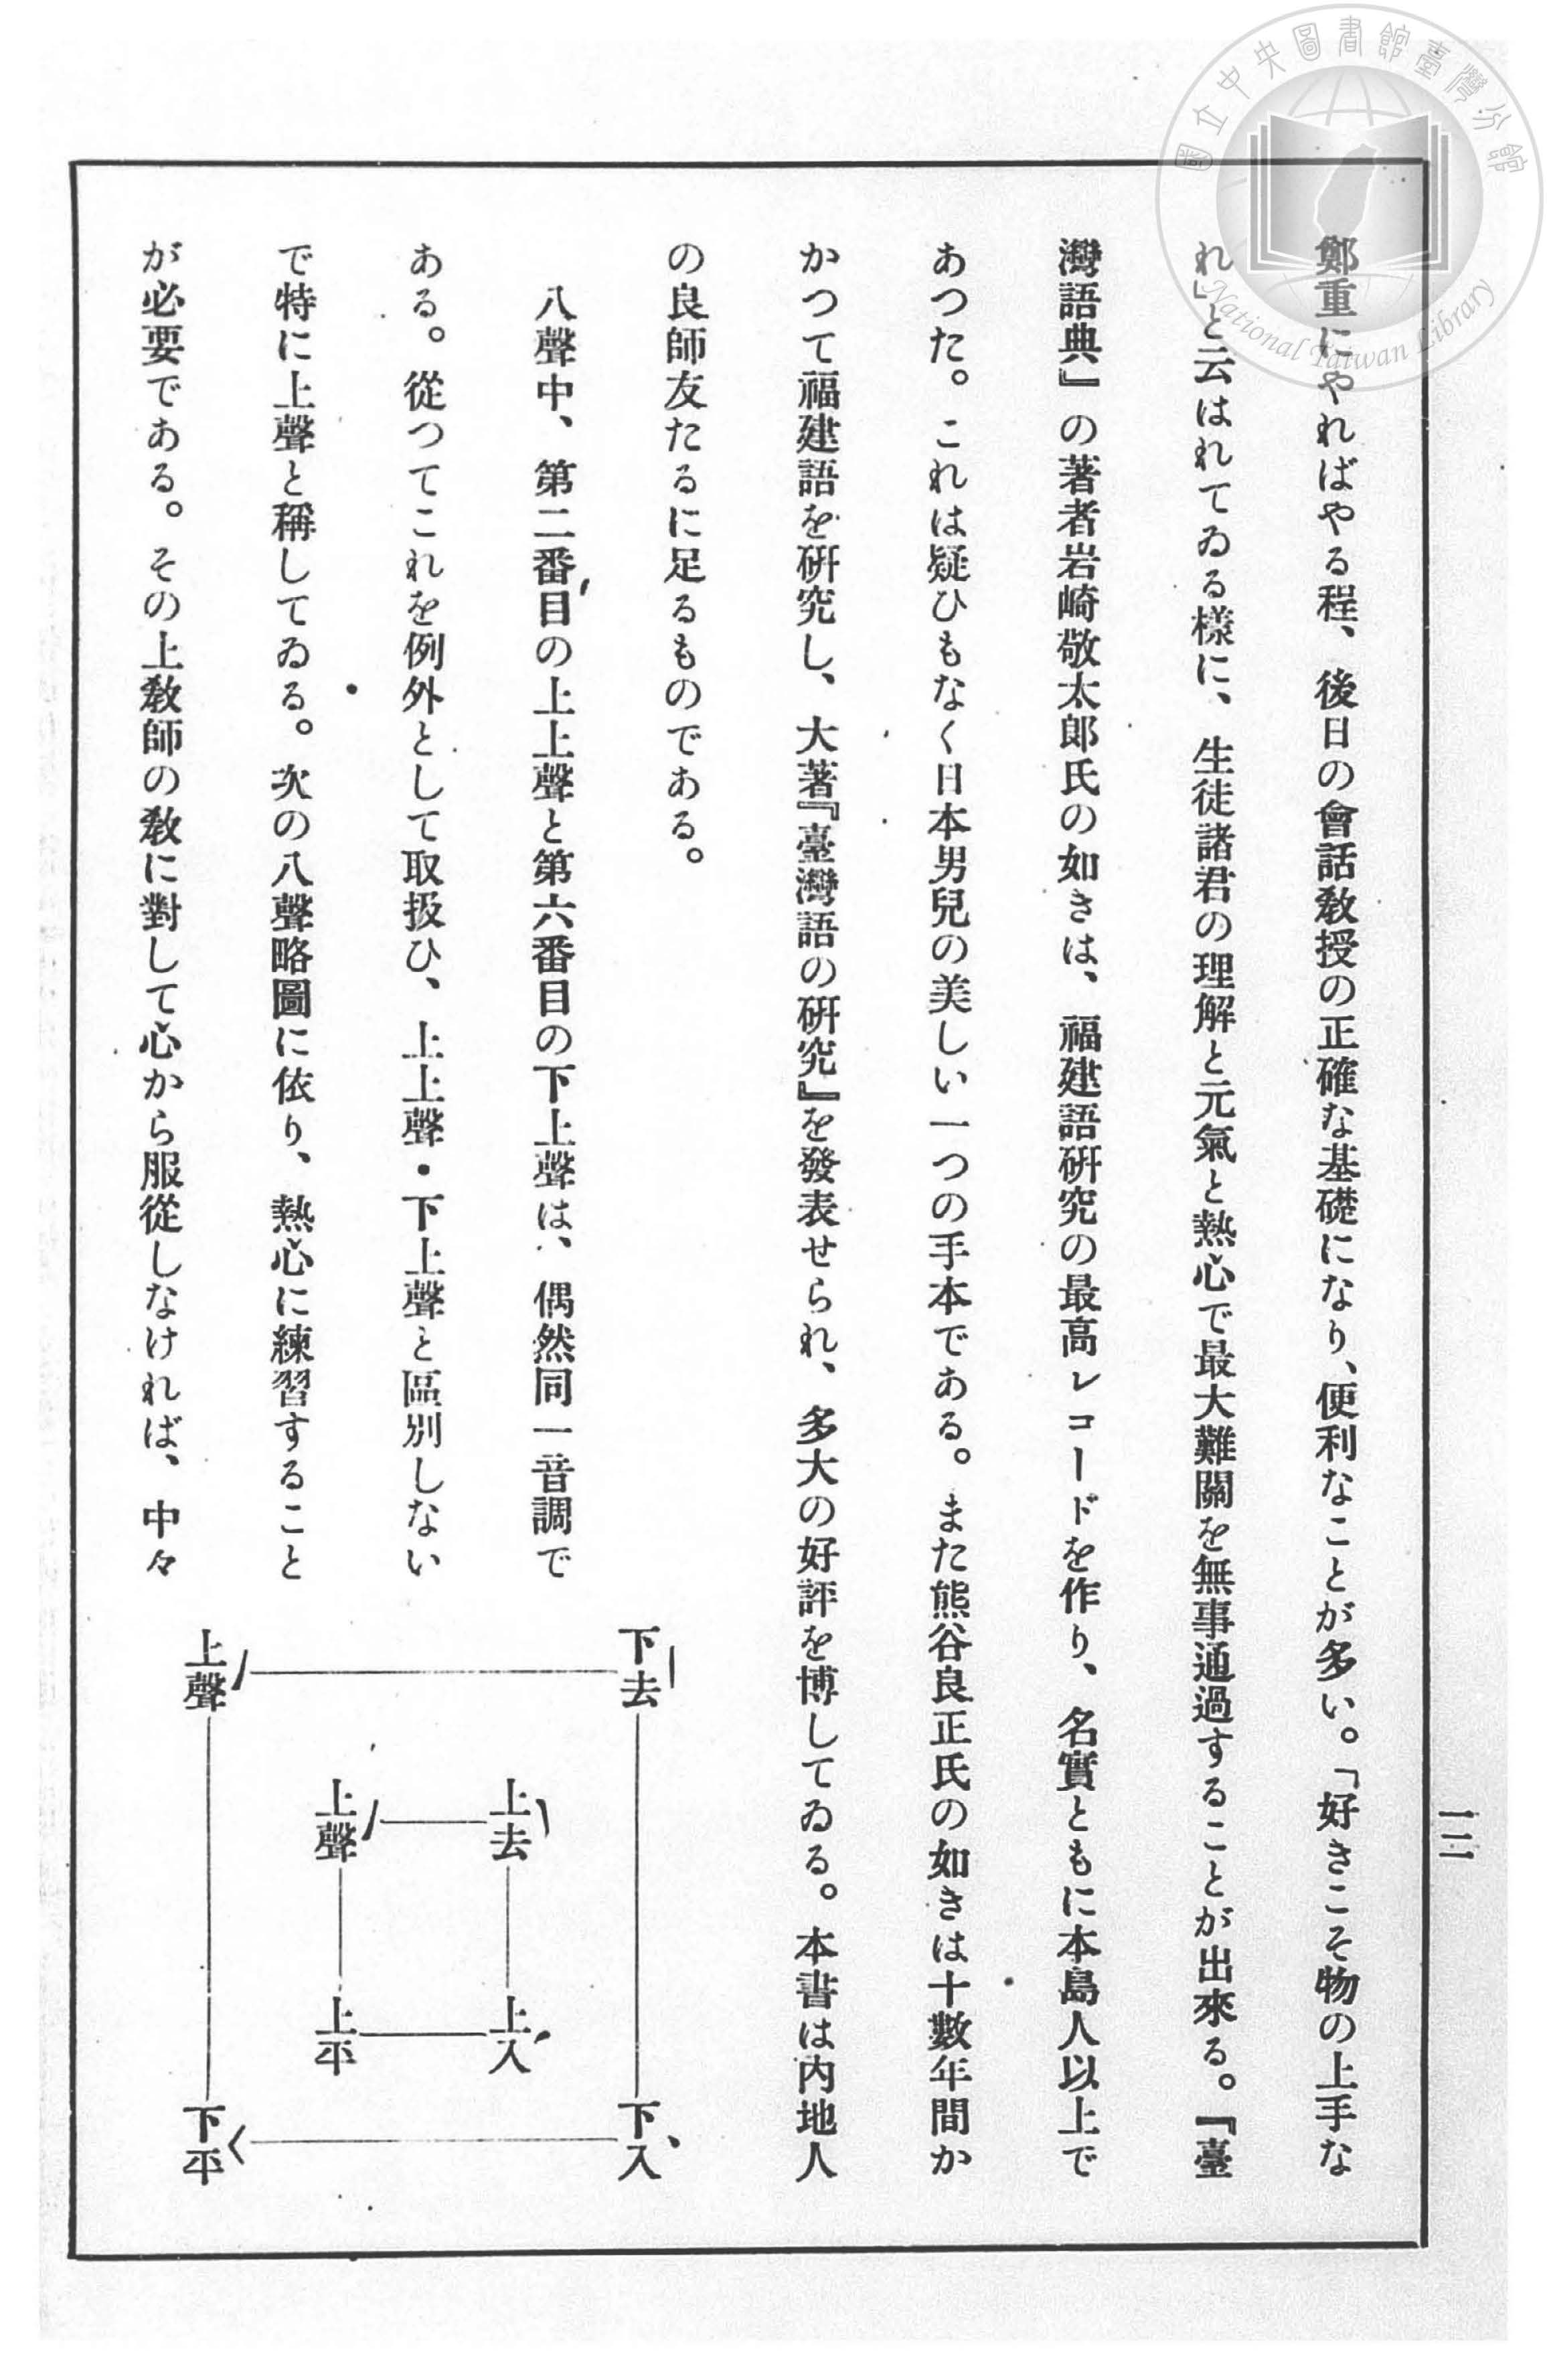 國立中央圖書館臺灣分館
National Taiwan Library
一二
鄭重にやればやる程、後日の會話教授の正確な基礎になり、便利なことが多い。「好きこそ物の上手な
れ」と云はれてゐる樣に、生徒諸君の理解と元氣と熱心で最大難關を無事通過することが出來る。『臺
灣語典』の著者岩崎敬太郎氏の如きは、福建語研究の最高レコードを作り、名實ともに本島人以上で
あつた。これは疑ひもなく日本男兒の美しい一つの手本である。また熊谷良正氏の如きは十數年間か
かつて福建語を研究し、大著『臺灣語の研究』を發表せられ、多大の好評を博してゐる。本書は内地人
の良師友たるに足るものである。
八聲中、第二番目の上上聲と第六番目の下上聲は、偶然同一音調で
ある。從つてこれを例外として取扱ひ、上上聲・下上聲と區別しない
で特に上聲と稱してゐる。次の八聲略圖に依り、熱心に練習すること
が必要である。その上教師の教に對して心から服從しなければ、中々
下去
下入
上去
上入
上聲
上平
上聲
下平